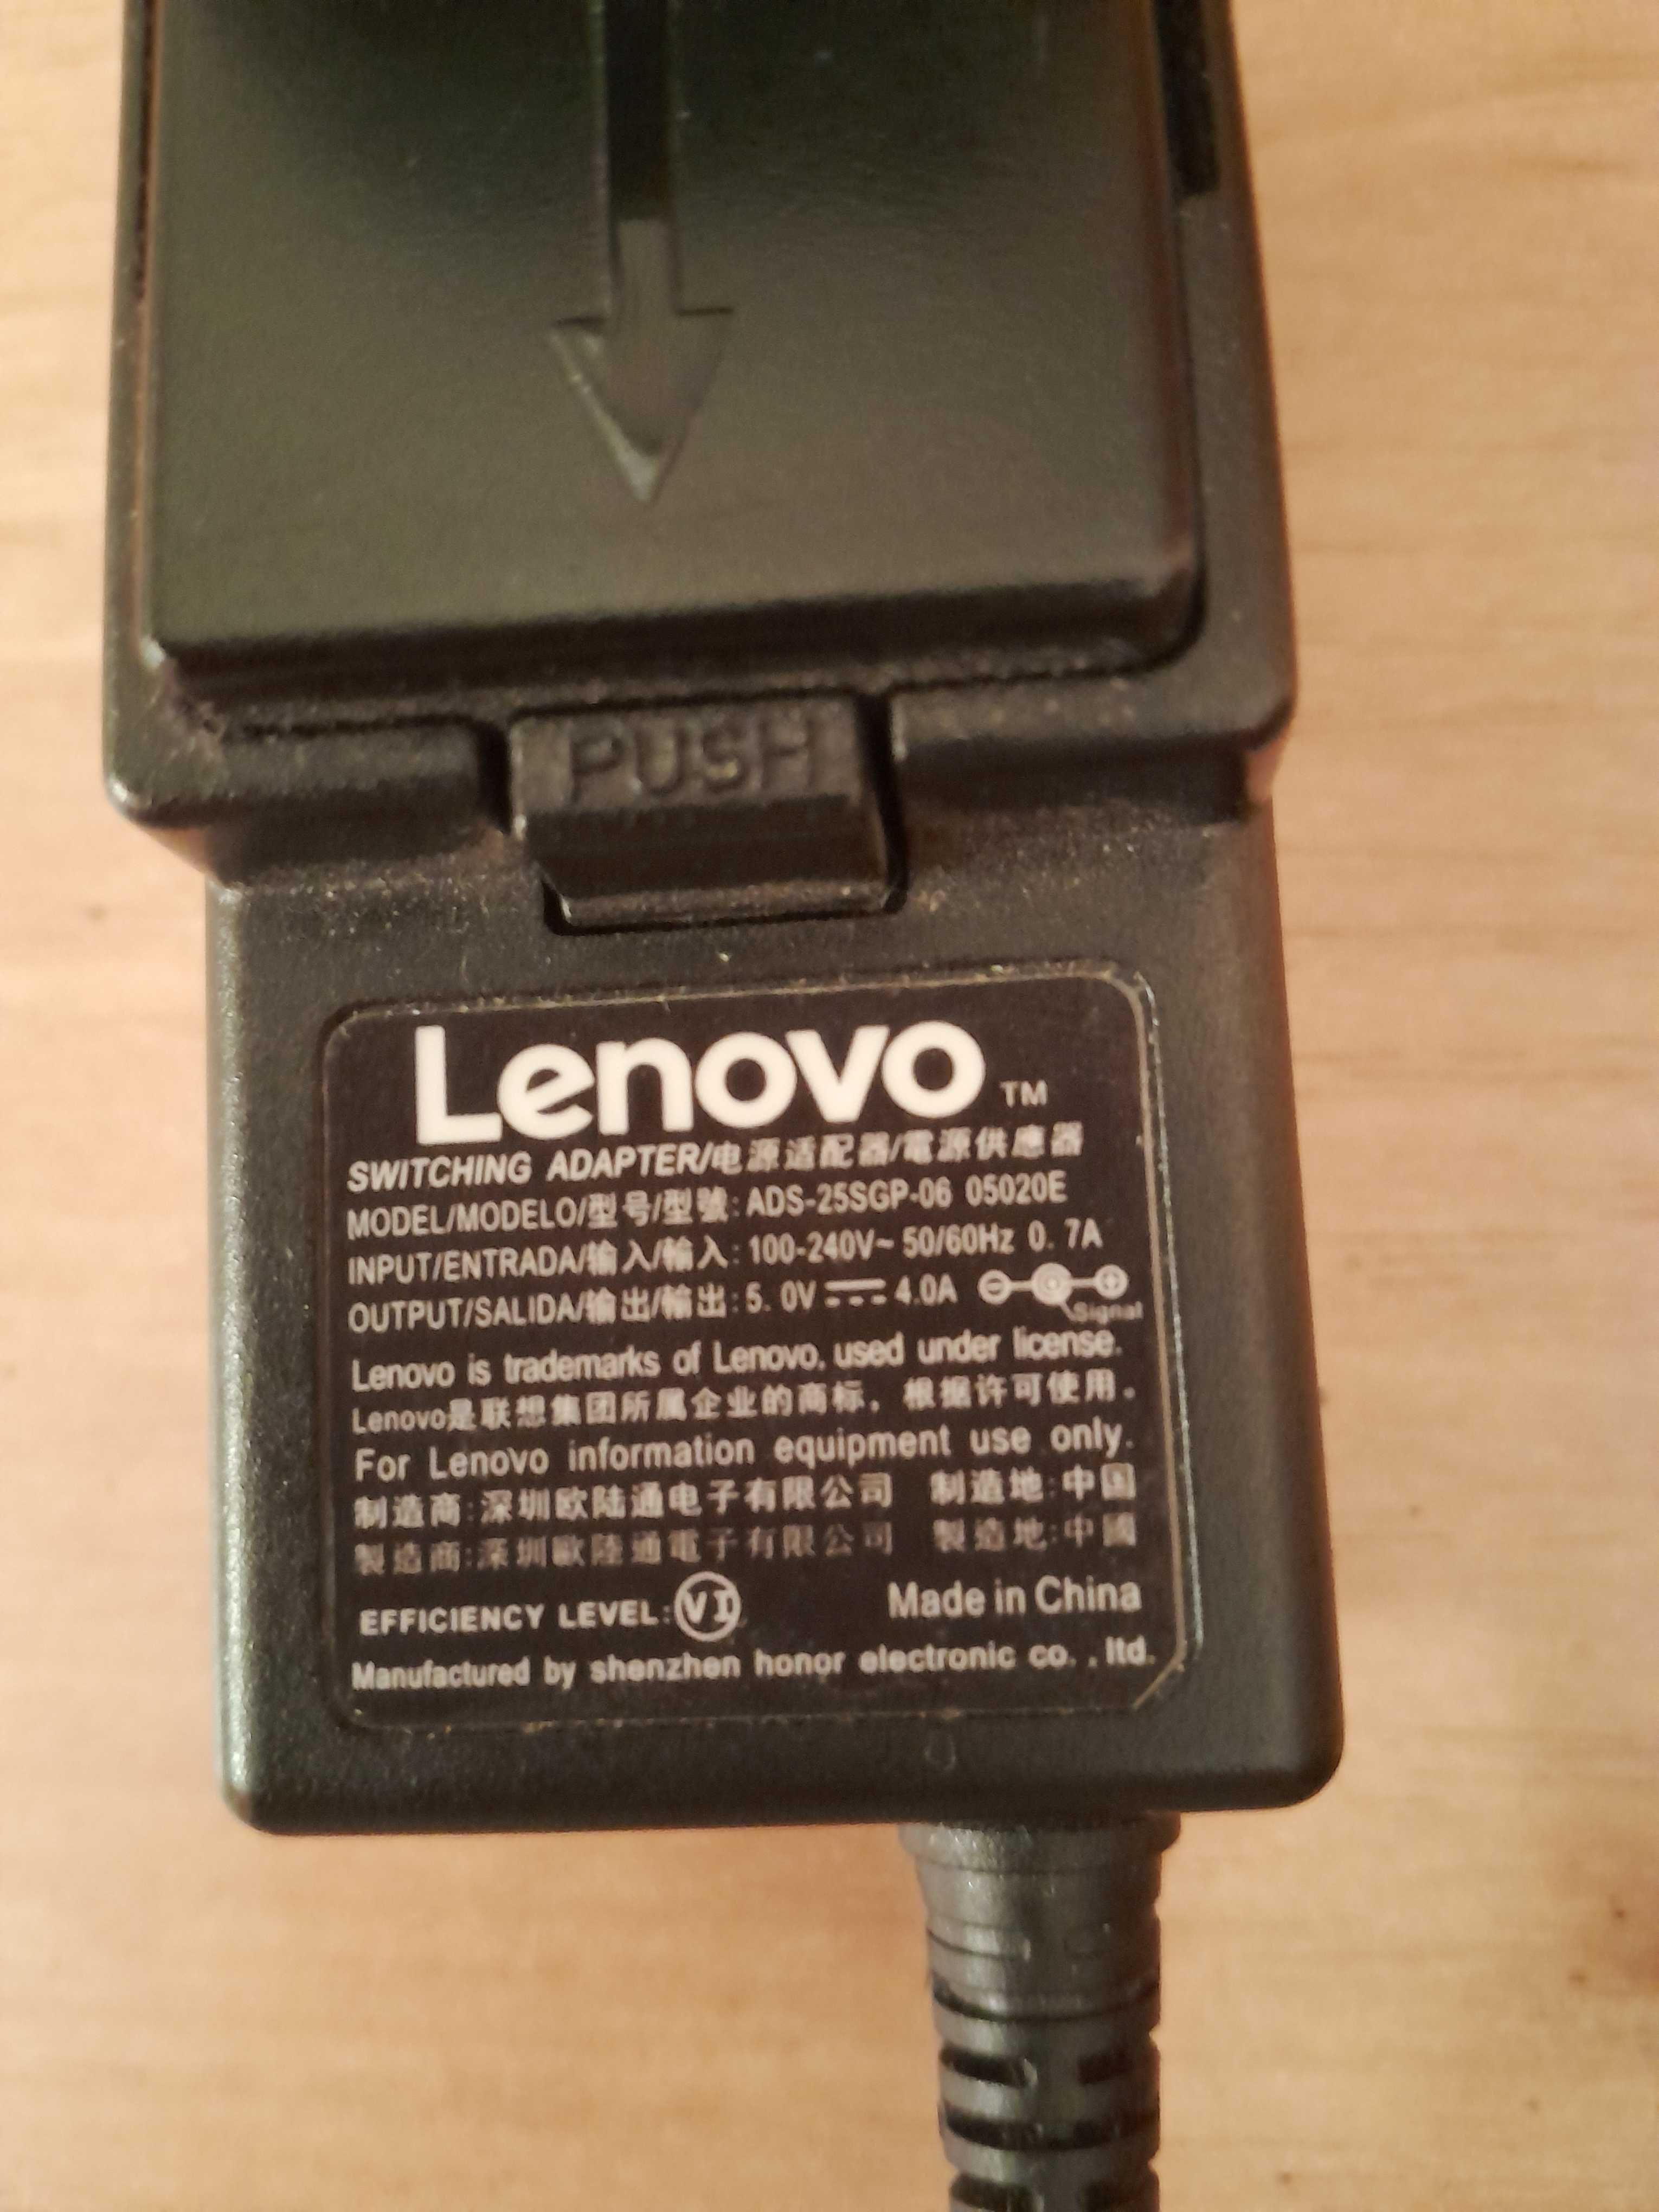 PUSH
Lenovo TM
SWITCHING ADAPTER/电源适配器/電源供應器
MODEL/MODELO/型号/型號: ADS-25SGP-06 05020E
INPUT/ENTRADA/输入/輸入: 100-240V~ 50/60Hz 0. 7A
OUTPUT/SALIDA/输出/輸出: 5. 0V ⎓ 4.0A
Signal
Lenovo is trademarks of Lenovo, used under license.
Lenovo是联想集团所属企业的商标，根据许可使用。
For Lenovo information equipment use only.
制造商:深圳欧陆通电子有限公司 制造地:中国
製造商:深圳歐陸通電子有限公司 製造地:中國
EFFICIENCY LEVEL: VI Made in China
Manufactured by shenzhen honor electronic co. , ltd.